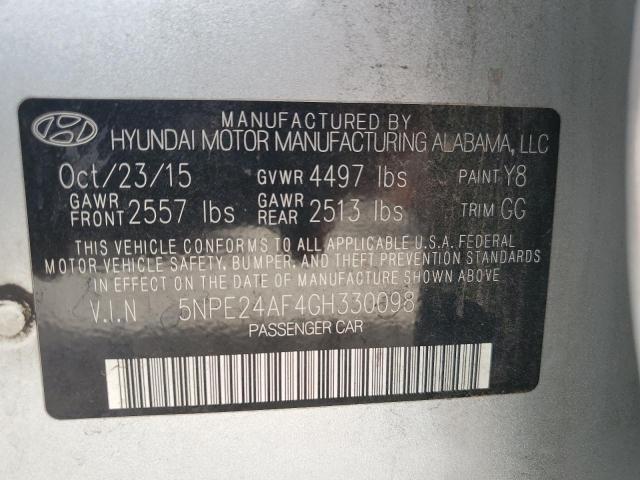 MANUFACTURED BY
HYUNDAI MOTOR MANUFACTURING ALABAMA, LLC
Oct/23/15 GVWR 4497 lbs PAINT Y8
GAWR FRONT 2557 lbs GAWR REAR 2513 lbs TRIM GG
THIS VEHICLE CONFORMS TO ALL APPLICABLE U.S.A. FEDERAL
MOTOR VEHICLE SAFETY, BUMPER, AND THEFT PREVENTION STANDARDS
IN EFFECT ON THE DATE OF MANUFACTURE SHOWN ABOVE.
V.I.N 5NPE24AF4GH330098
PASSENGER CAR